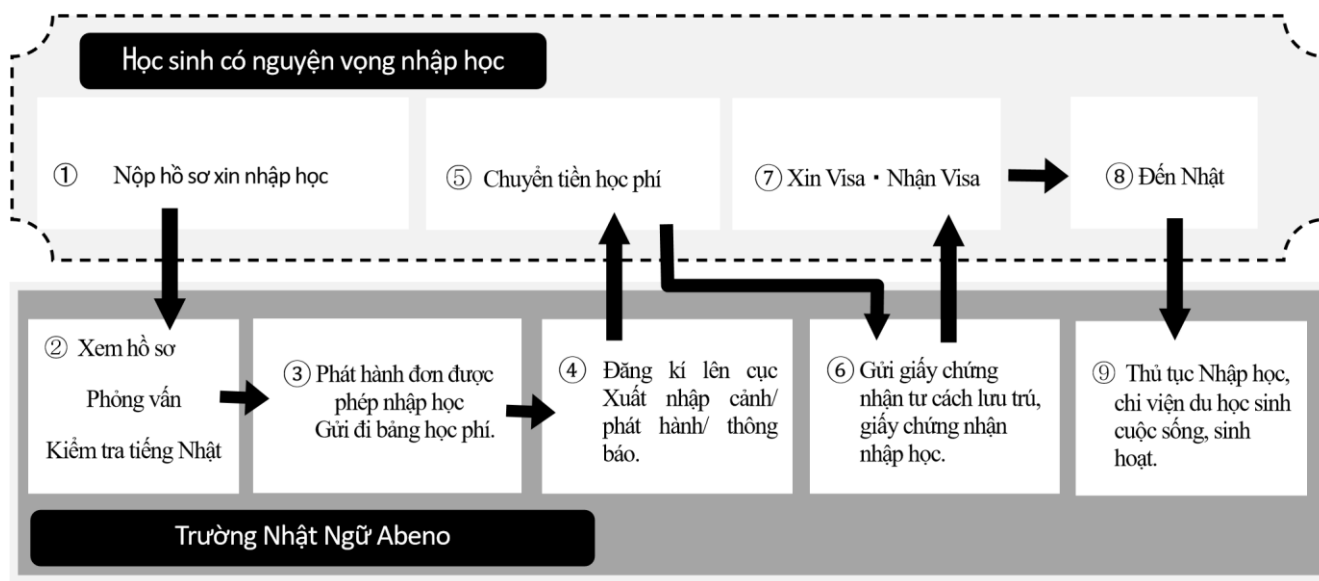 Học sinh có nguyện vọng nhập học
① Nộp hồ sơ xin nhập học
⑤ Chuyển tiền học phí
⑦ Xin Visa・Nhận Visa
⑧ Đến Nhật
② Xem hồ sơ
Phỏng vấn
Kiểm tra tiếng Nhật
③ Phát hành đơn được
phép nhập học
Gửi đi bảng học phí.
④ Đăng kí lên cục
Xuất nhập cảnh/
phát hành/ thông
báo.
⑥ Gửi giấy chứng
nhận tư cách lưu trú,
giấy chứng nhận
nhập học.
⑨ Thủ tục Nhập học,
chi viện du học sinh
cuộc sống, sinh
hoạt.
Trường Nhật Ngữ Abeno